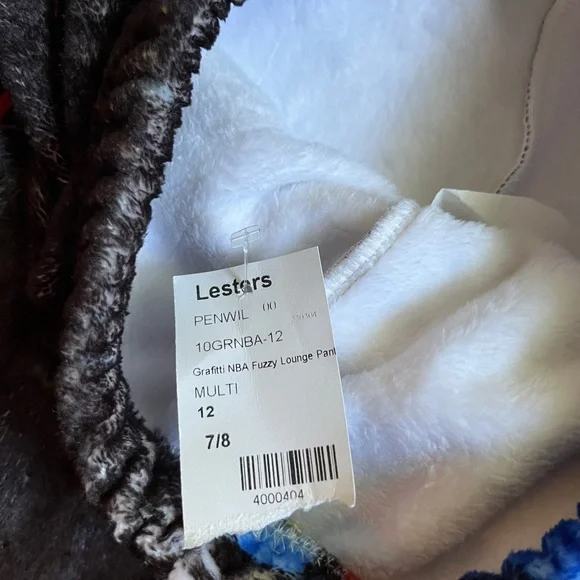 Lesters
PENWIL 00
10GRNBA-12
Grafitti NBA Fuzzy Lounge Pant
MULTI
12
7/8
4000404